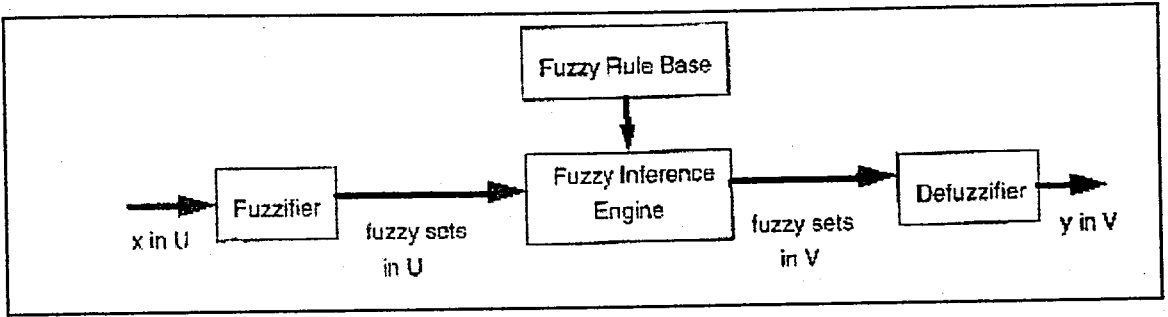 Fuzzy Rule Base
Fuzzifier
Fuzzy Inference
Engine
Defuzzifier
x in U
fuzzy sets
in U
fuzzy sets
in V
y in V